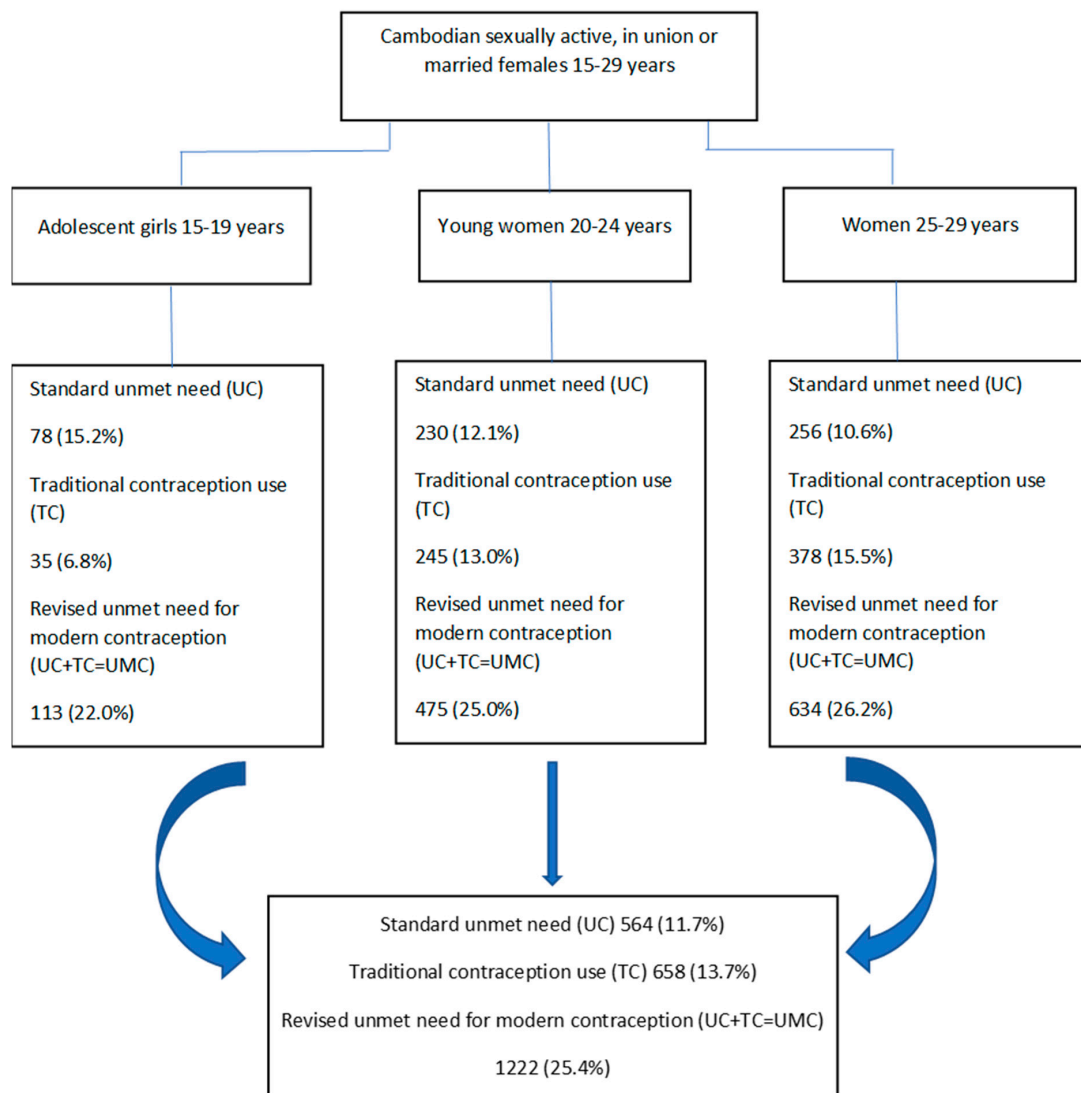 Cambodian sexually active, in union or
married females 15-29 years
Adolescent girls 15-19 years
Young women 20-24 years
Women 25-29 years
Standard unmet need (UC)
78 (15.2%)
Traditional contraception use
(TC)
35 (6.8%)
Revised unmet need for
modern contraception
(UC+TC=UMC)
113 (22.0%)
Standard unmet need (UC)
230 (12.1%)
Traditional contraception use
(TC)
245 (13.0%)
Revised unmet need for
modern contraception
(UC+TC=UMC)
475 (25.0%)
Standard unmet need (UC)
256 (10.6%)
Traditional contraception use
(TC)
378 (15.5%)
Revised unmet need for
modern contraception
(UC+TC=UMC)
634 (26.2%)
Standard unmet need (UC) 564 (11.7%)
Traditional contraception use (TC) 658 (13.7%)
Revised unmet need for modern contraception (UC+TC=UMC)
1222 (25.4%)